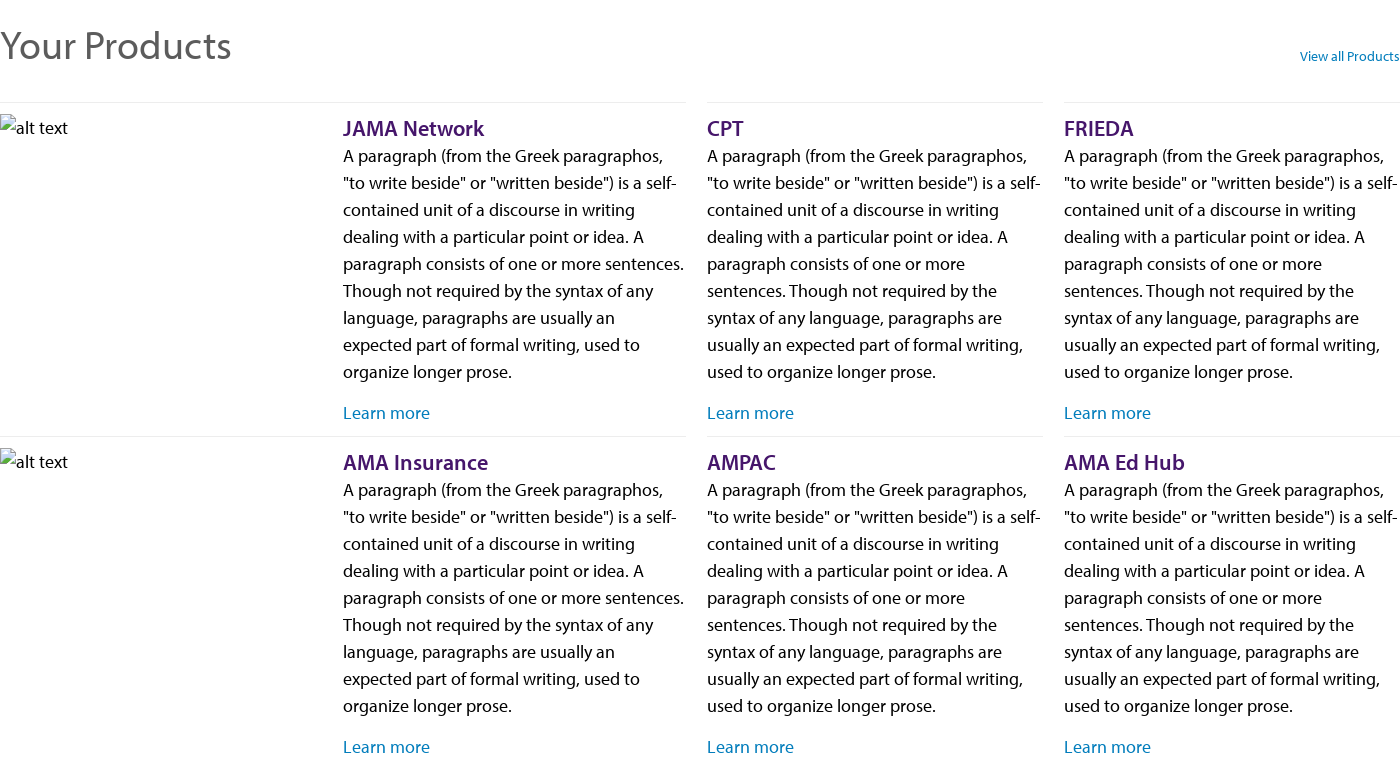 Your Products
View all Products
alt text
JAMA Network
A paragraph (from the Greek paragraphos,
"to write beside" or "written beside") is a self-
contained unit of a discourse in writing
dealing with a particular point or idea. A
paragraph consists of one or more sentences.
Though not required by the syntax of any
language, paragraphs are usually an
expected part of formal writing, used to
organize longer prose.
Learn more
CPT
A paragraph (from the Greek paragraphos,
"to write beside" or "written beside") is a self-
contained unit of a discourse in writing
dealing with a particular point or idea. A
paragraph consists of one or more
sentences. Though not required by the
syntax of any language, paragraphs are
usually an expected part of formal writing,
used to organize longer prose.
Learn more
FRIEDA
A paragraph (from the Greek paragraphos,
"to write beside" or "written beside") is a self-
contained unit of a discourse in writing
dealing with a particular point or idea. A
paragraph consists of one or more
sentences. Though not required by the
syntax of any language, paragraphs are
usually an expected part of formal writing,
used to organize longer prose.
Learn more
alt text
AMA Insurance
A paragraph (from the Greek paragraphos,
"to write beside" or "written beside") is a self-
contained unit of a discourse in writing
dealing with a particular point or idea. A
paragraph consists of one or more sentences.
Though not required by the syntax of any
language, paragraphs are usually an
expected part of formal writing, used to
organize longer prose.
Learn more
AMPAC
A paragraph (from the Greek paragraphos,
"to write beside" or "written beside") is a self-
contained unit of a discourse in writing
dealing with a particular point or idea. A
paragraph consists of one or more
sentences. Though not required by the
syntax of any language, paragraphs are
usually an expected part of formal writing,
used to organize longer prose.
Learn more
AMA Ed Hub
A paragraph (from the Greek paragraphos,
"to write beside" or "written beside") is a self-
contained unit of a discourse in writing
dealing with a particular point or idea. A
paragraph consists of one or more
sentences. Though not required by the
syntax of any language, paragraphs are
usually an expected part of formal writing,
used to organize longer prose.
Learn more